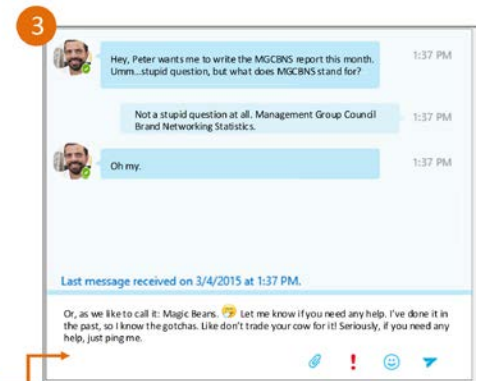 3
Hey, Peter wants me to write the MGCBNS report this month.
1:37 PM
Umm...stupid question, but what does MGCBNS stand for?
Not a stupid question at all. Management Group Council
1:37 PM
Brand Networking Statistics.
Oh my.
1:37 PM
Last message received on 3/4/2015 at 1:37 PM.
Or, as we like to call it: Magic Beans. Let me know if you need any help. I've done it in
the past, so I know the gotchas. Like don't trade your cow for it! Seriously, if you need any
help, just ping me.